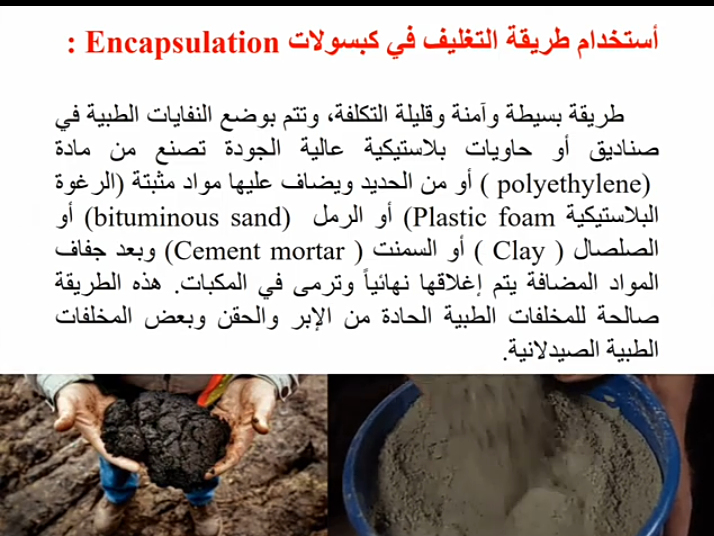 أستخدام طريقة التغليف في كبسولات Encapsulation :
طريقة بسيطة وآمنة وقليلة التكلفة، وتتم بوضع النفايات الطبية في
صناديق أو حاويات بلاستيكية عالية الجودة تصنع من مادة
(polyethylene ) أو من الحديد ويضاف عليها مواد مثبتة (الرغوة
البلاستيكية Plastic foam) أو الرمل (bituminous sand) أو
الصلصال ( Clay ) أو السمنت ( Cement mortar) وبعد جفاف
المواد المضافة يتم إغلاقها نهائياً وترمى في المكبات. هذه الطريقة
صالحة للمخلفات الطبية الحادة من الإبر والحقن وبعض المخلفات
الطبية الصيدلانية.